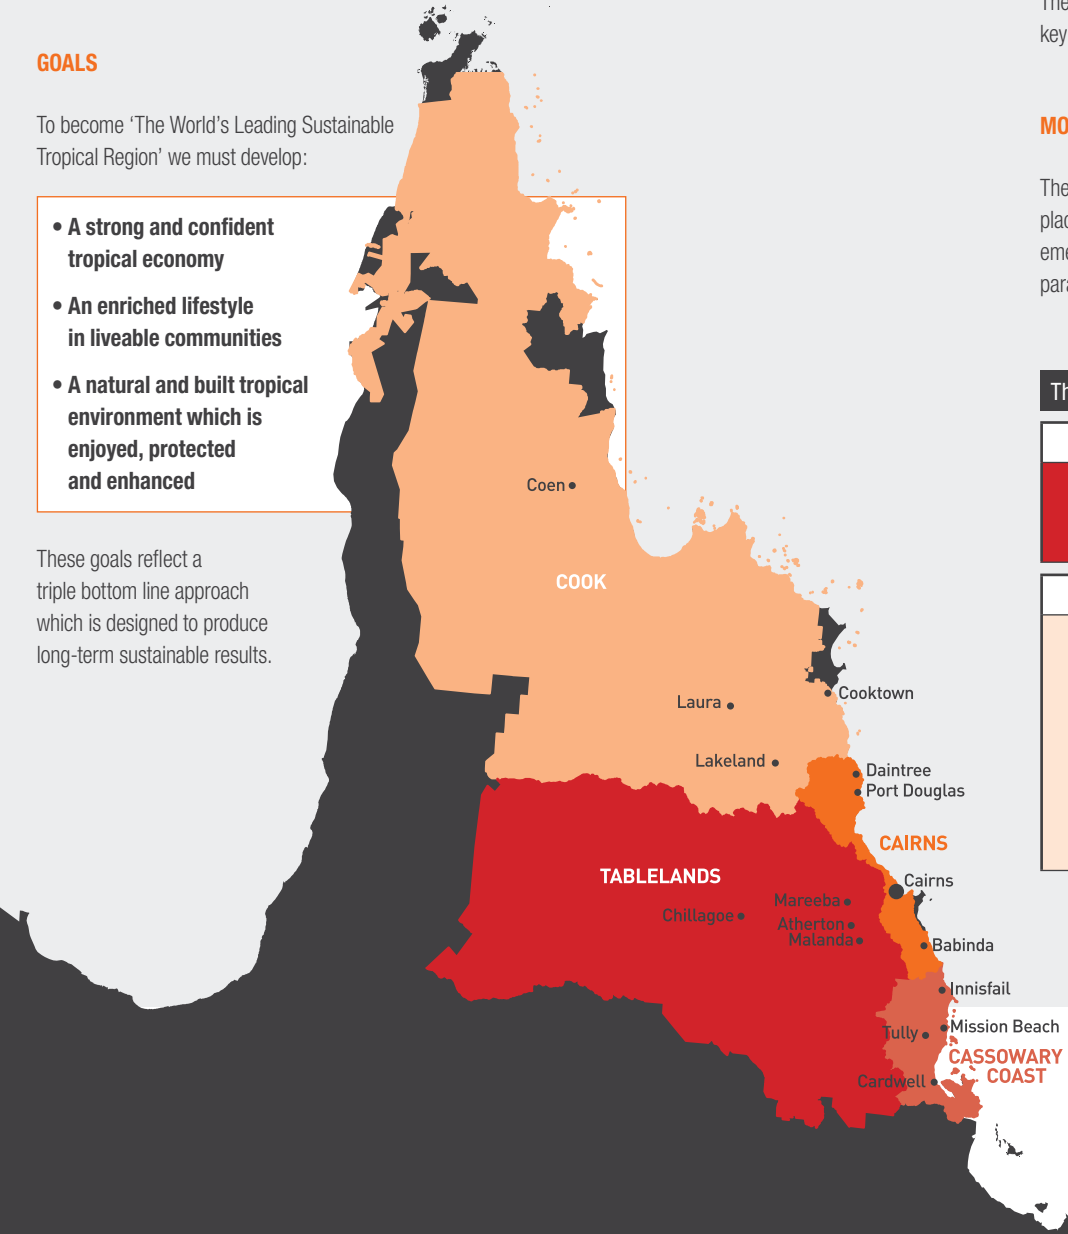 GOALS
To become ‘The World’s Leading Sustainable
Tropical Region’ we must develop:
• A strong and confident
tropical economy
• An enriched lifestyle
in liveable communities
• A natural and built tropical
environment which is
enjoyed, protected
and enhanced
These goals reflect a
triple bottom line approach
which is designed to produce
long-term sustainable results.
Coen
COOK
Laura
Cooktown
Lakeland
Daintree
Port Douglas
CAIRNS
TABLELANDS
Cairns
Mareeba
Chillagoe
Atherton
Malanda
Babinda
Innisfail
Mission Beach
Tully
CASSOWARY
COAST
Cardwell
key